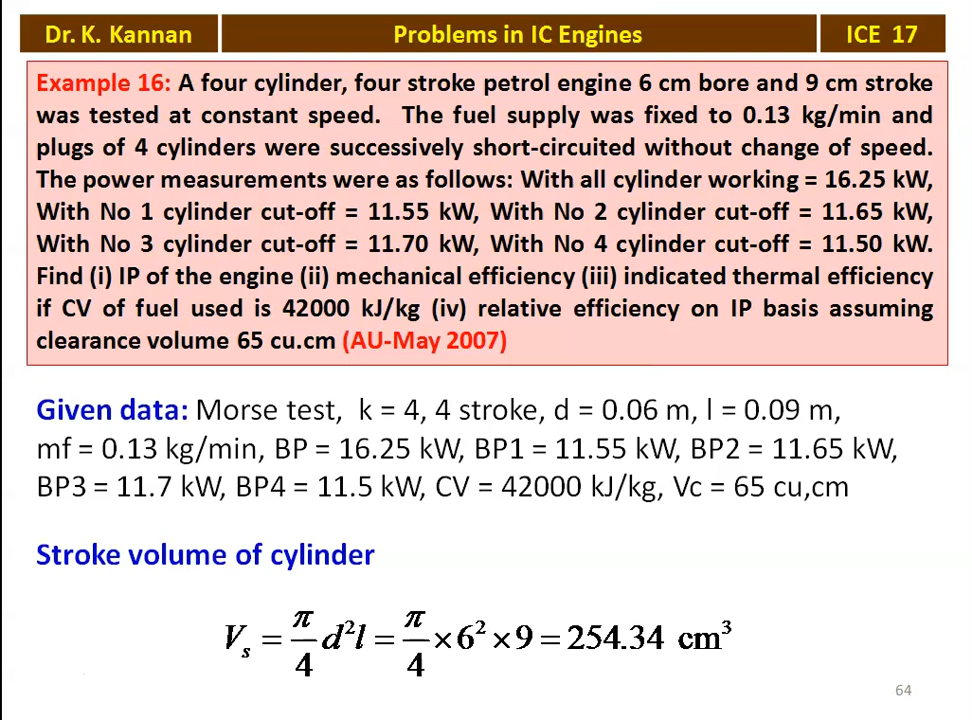 Dr. K. Kannan Problems in IC Engines ICE 17
Example 16: A four cylinder, four stroke petrol engine 6 cm bore and 9 cm stroke
was tested at constant speed. The fuel supply was fixed to 0.13 kg/min and
plugs of 4 cylinders were successively short-circuited without change of speed.
The power measurements were as follows: With all cylinder working = 16.25 kW,
With No 1 cylinder cut-off = 11.55 kW, With No 2 cylinder cut-off = 11.65 kW,
With No 3 cylinder cut-off = 11.70 kW, With No 4 cylinder cut-off = 11.50 kW.
Find (i) IP of the engine (ii) mechanical efficiency (iii) indicated thermal efficiency
if CV of fuel used is 42000 kJ/kg (iv) relative efficiency on IP basis assuming
clearance volume 65 cu.cm (AU-May 2007)
Given data: Morse test, k = 4, 4 stroke, d = 0.06 m, l = 0.09 m,
mf = 0.13 kg/min, BP = 16.25 kW, BP1 = 11.55 kW, BP2 = 11.65 kW,
BP3 = 11.7 kW, BP4 = 11.5 kW, CV = 42000 kJ/kg, Vc = 65 cu,cm
Stroke volume of cylinder
V_s = π/4 d²l = π/4 × 6² × 9 = 254.34 cm³
64